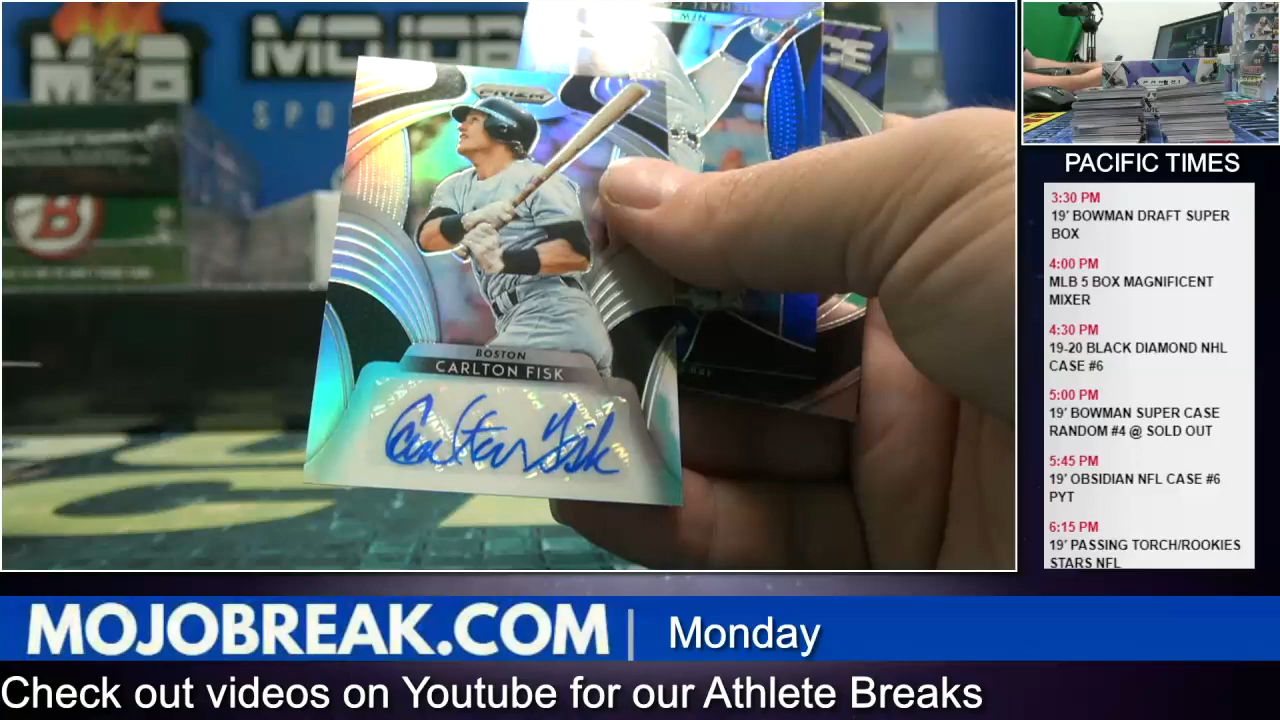 MOJOB
SPO
M B
B
PRIZM
BOSTON
CARLTON FISK
Carlton Fisk
PACIFIC TIMES
3:30 PM
19' BOWMAN DRAFT SUPER
BOX
4:00 PM
MLB 5 BOX MAGNIFICENT
MIXER
4:30 PM
19-20 BLACK DIAMOND NHL
CASE #6
5:00 PM
19' BOWMAN SUPER CASE
RANDOM #4 @ SOLD OUT
5:45 PM
19' OBSIDIAN NFL CASE #6
PYT
6:15 PM
19' PASSING TORCH/ROOKIES
STARS NFL
MOJOBREAK.COM | Monday
Check out videos on Youtube for our Athlete Breaks